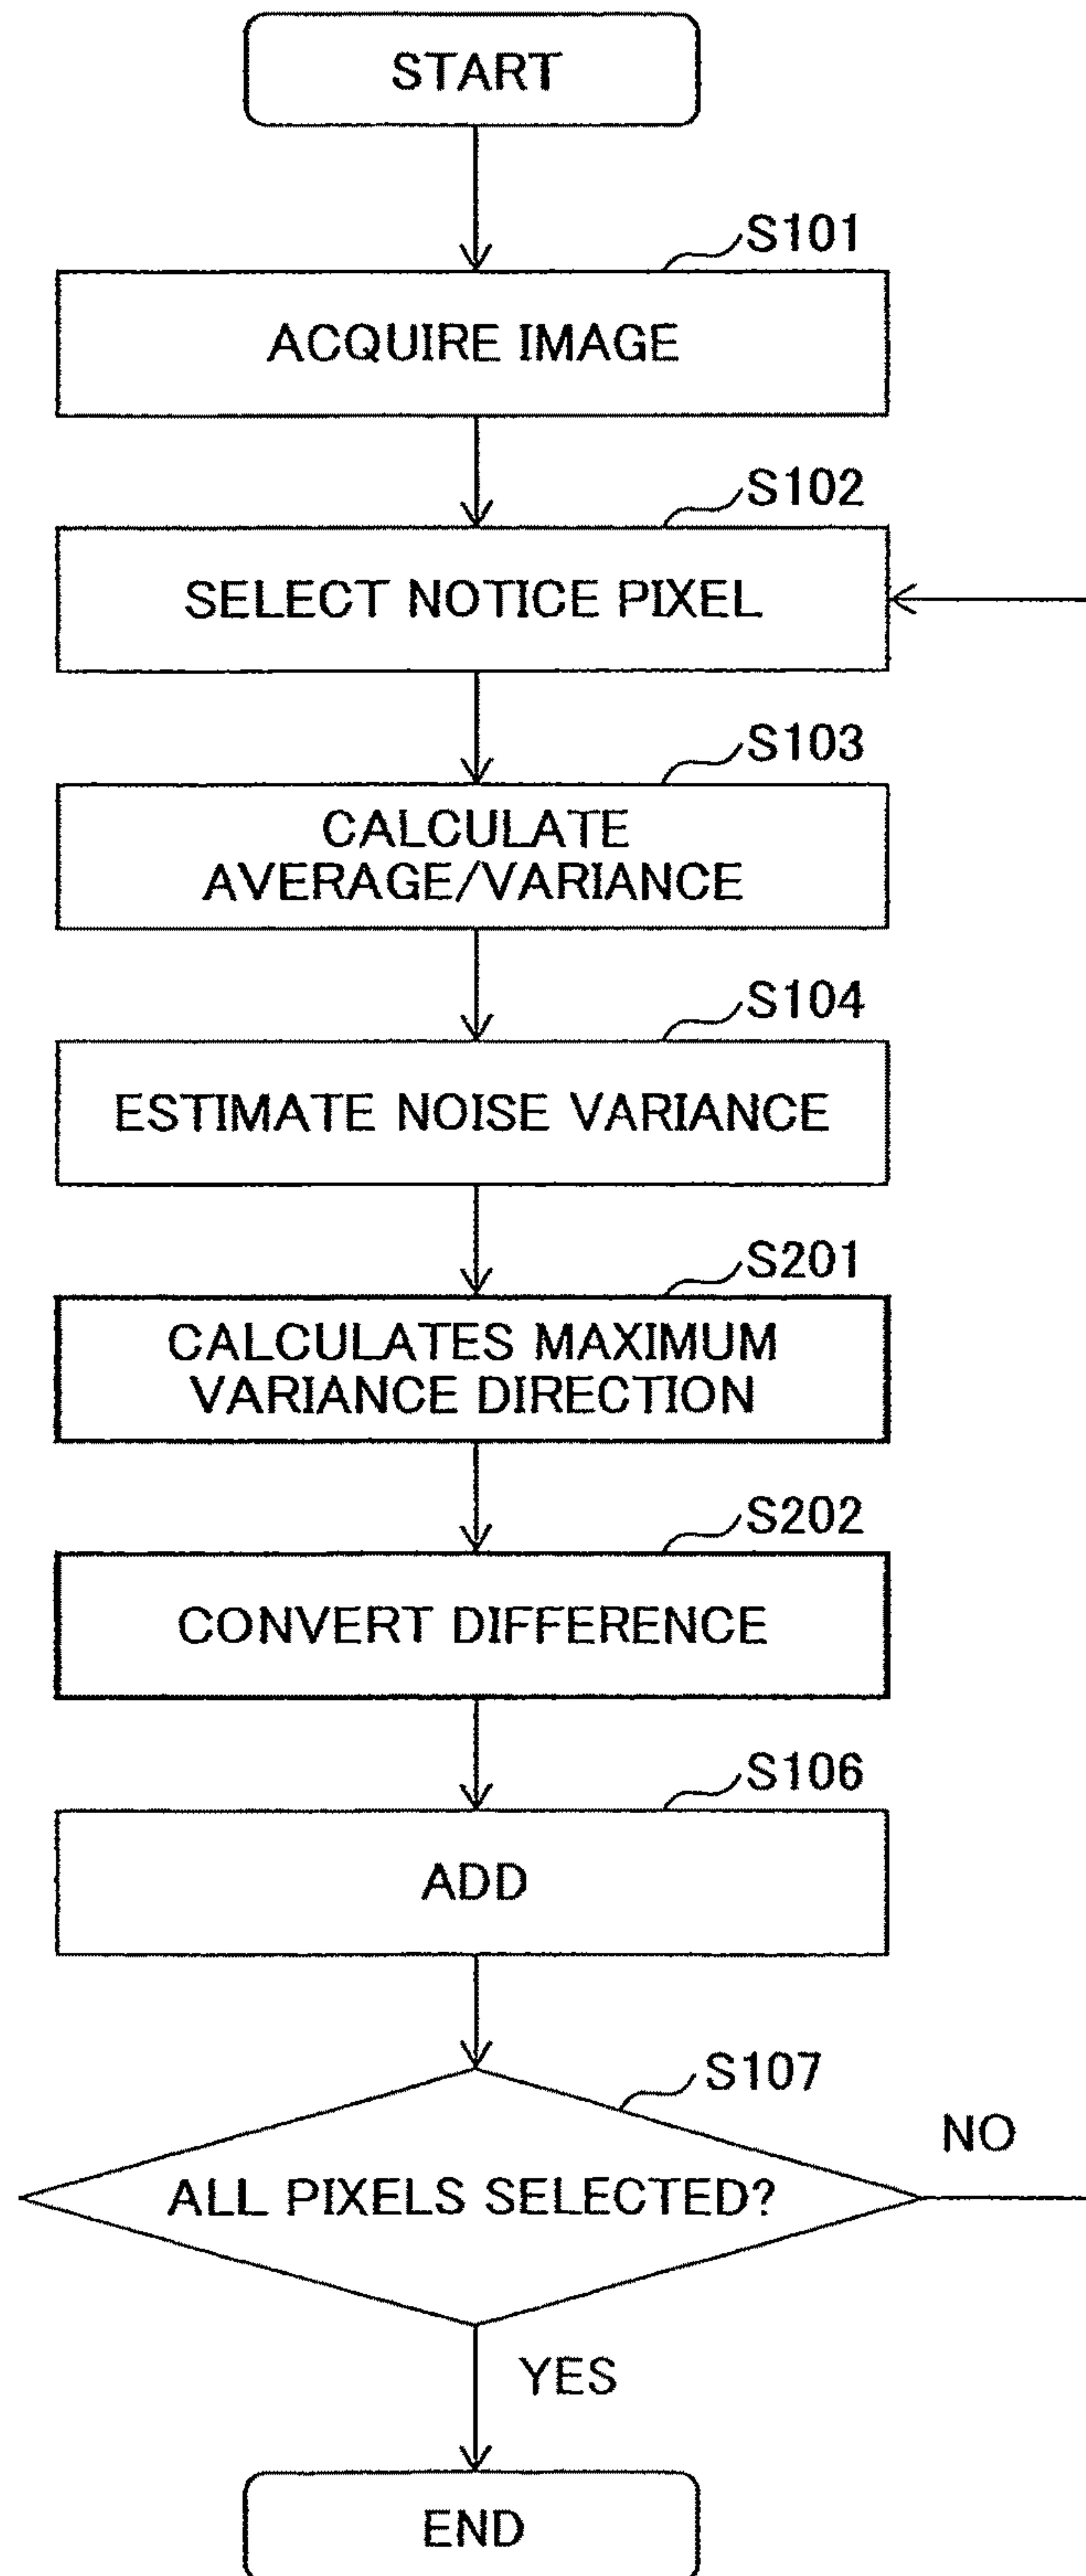 START
S101
ACQUIRE IMAGE
S102
SELECT NOTICE PIXEL
S103
CALCULATE
AVERAGE/VARIANCE
S104
ESTIMATE NOISE VARIANCE
S201
CALCULATES MAXIMUM
VARIANCE DIRECTION
S202
CONVERT DIFFERENCE
S106
ADD
S107
NO
ALL PIXELS SELECTED?
YES
END